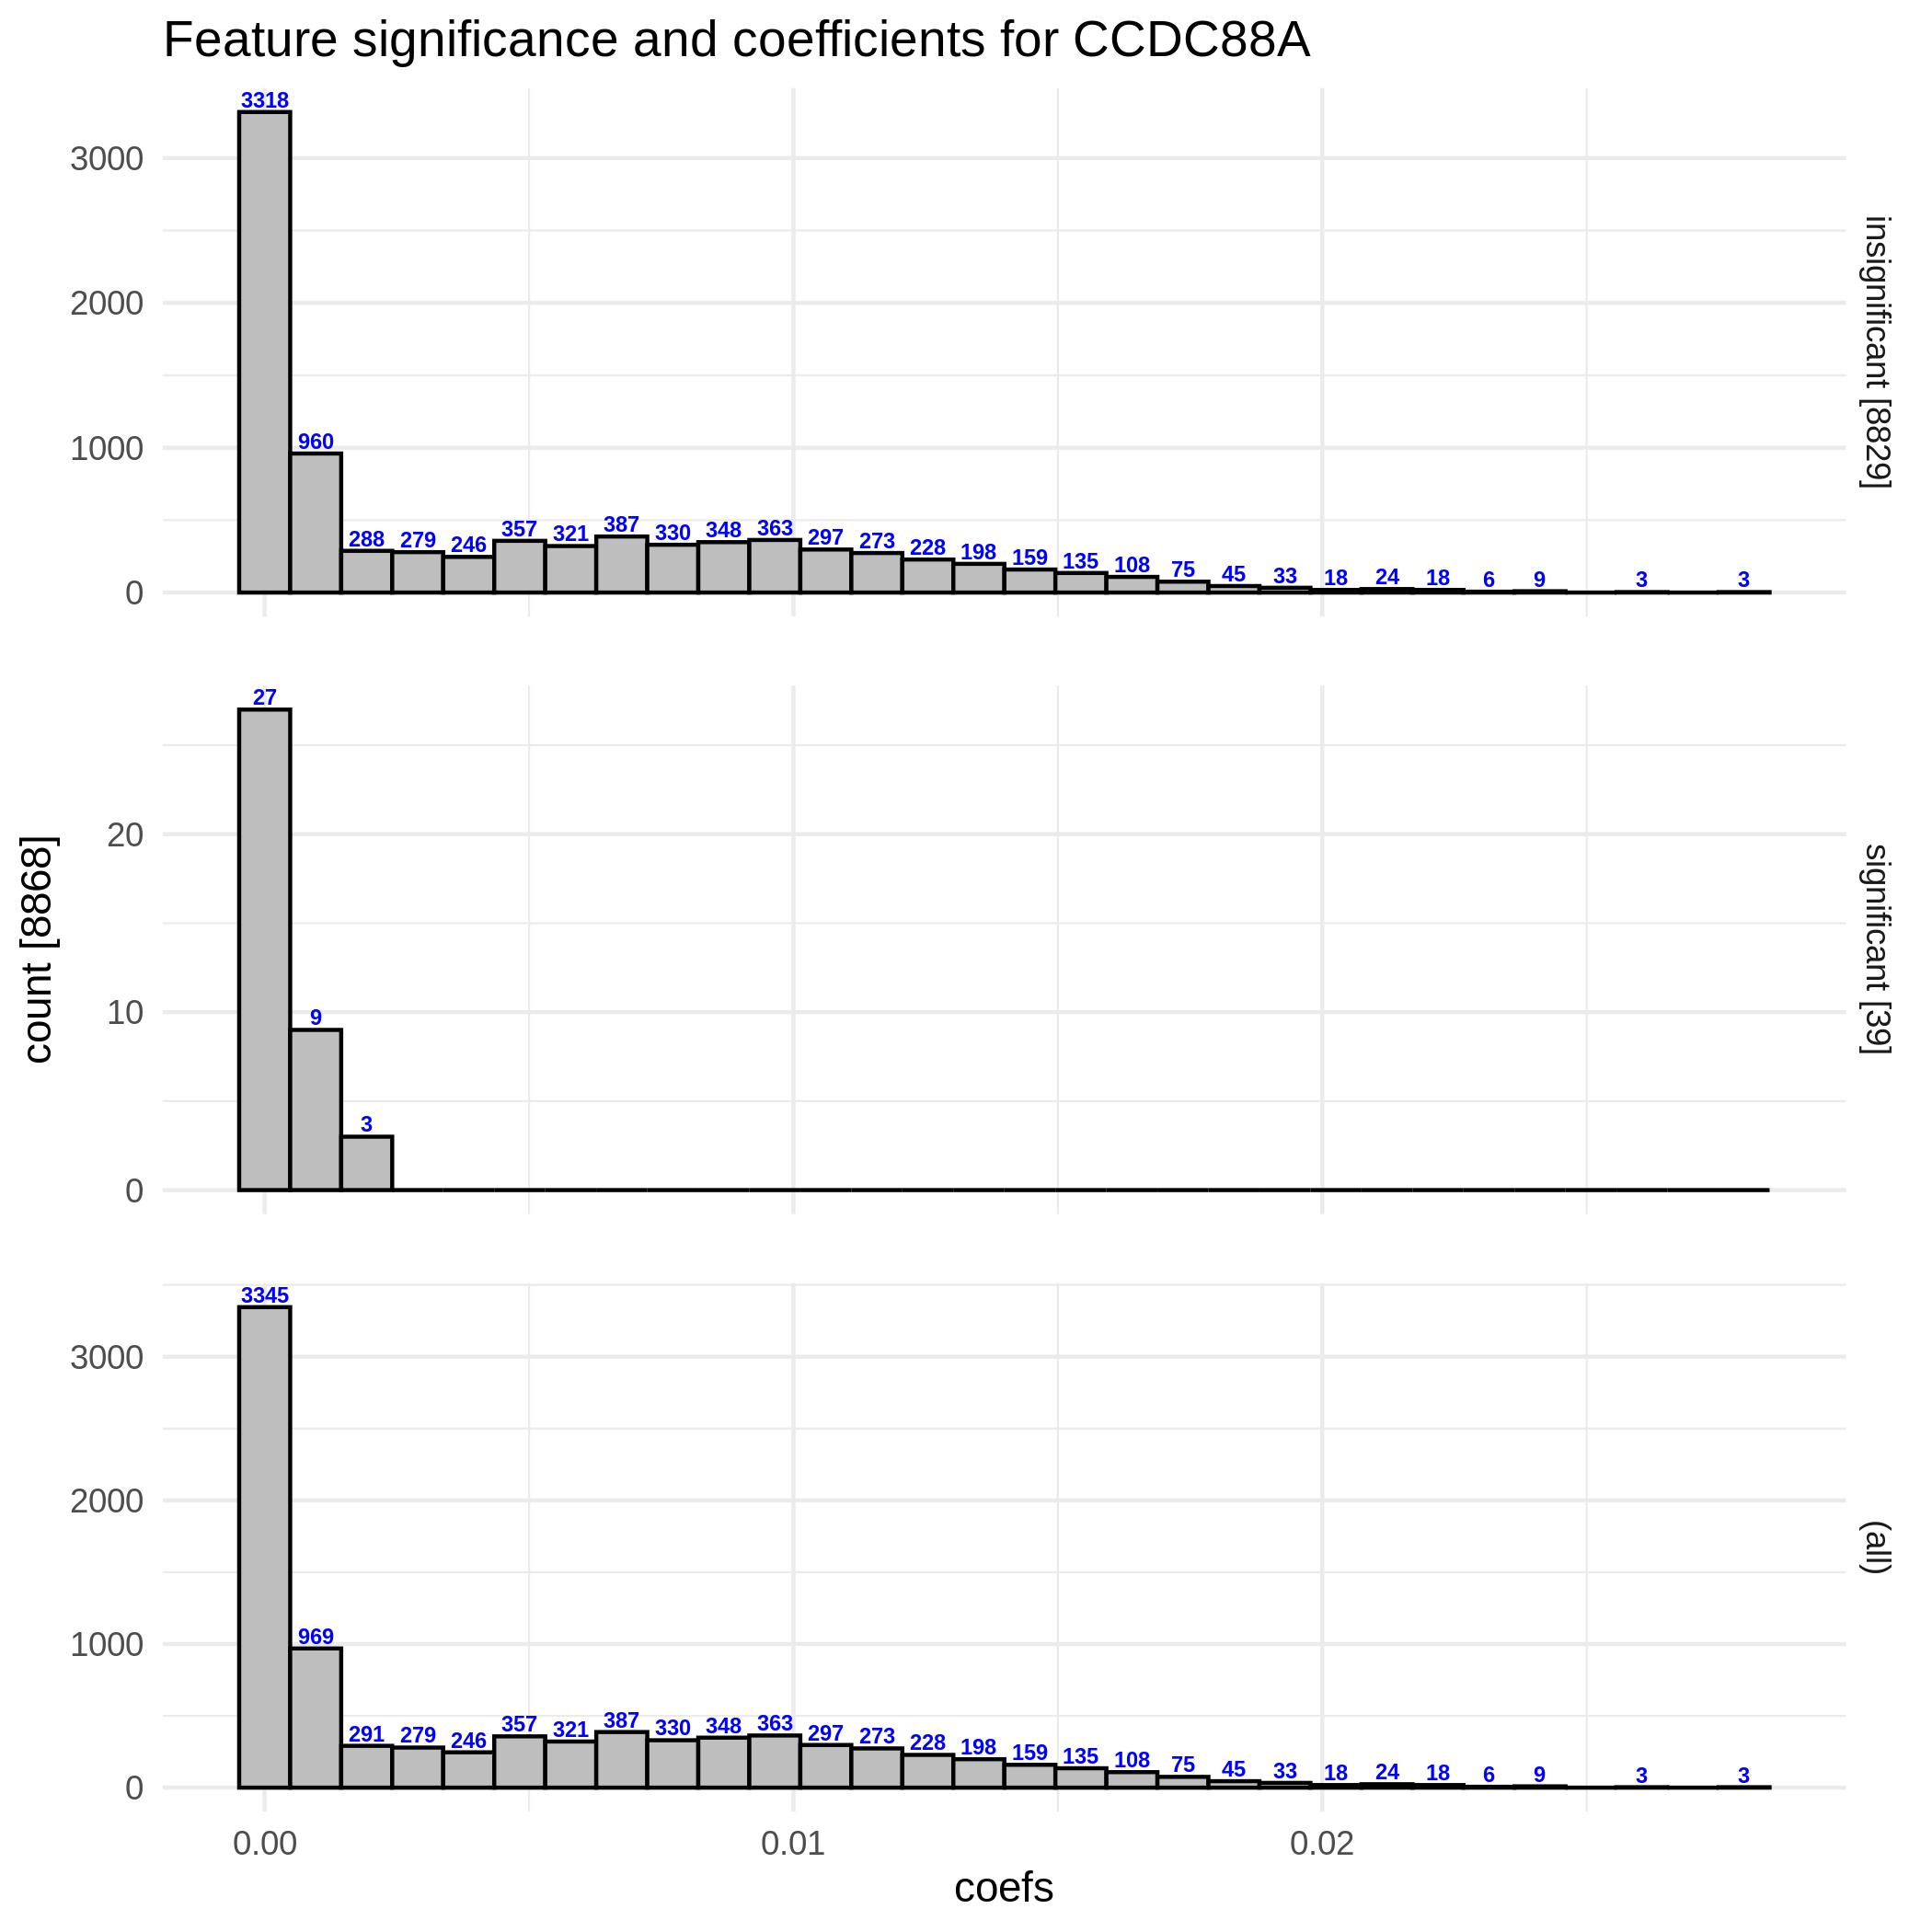 Feature significance and coefficients for CCDC88A
3318
3000
2000
1000
0
960
288 279 246 357 321 387 330 348 363 297 273 228 198 159 135 108 75 45 33 18 24 18 6 9 3 3
insignificant [8829]
27
20
10
0
9
3
significant [39]
count [8868]
3345
3000
2000
1000
0
969
291 279 246 357 321 387 330 348 363 297 273 228 198 159 135 108 75 45 33 18 24 18 6 9 3 3
(all)
0.00 0.01 0.02
coefs